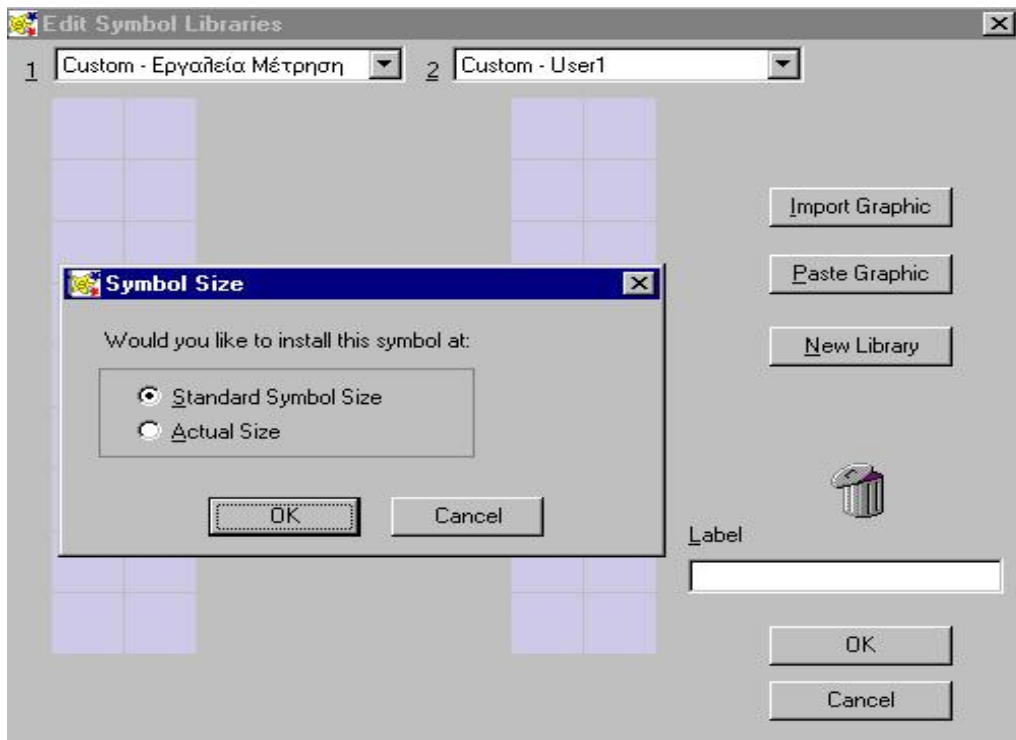 Edit Symbol Libraries
1 Custom - Εργαλεία Μέτρηση 2 Custom - User1
Import Graphic
Paste Graphic
New Library
Symbol Size
Would you like to install this symbol at:
Standard Symbol Size
Actual Size
OK Cancel
Label
OK
Cancel